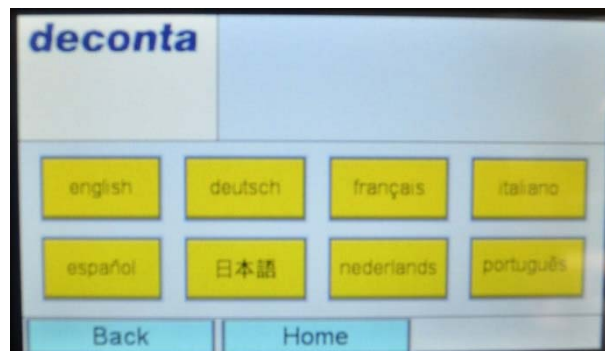 deconta
english deutsch français italiano
español 日本語 nederlands português
Back Home